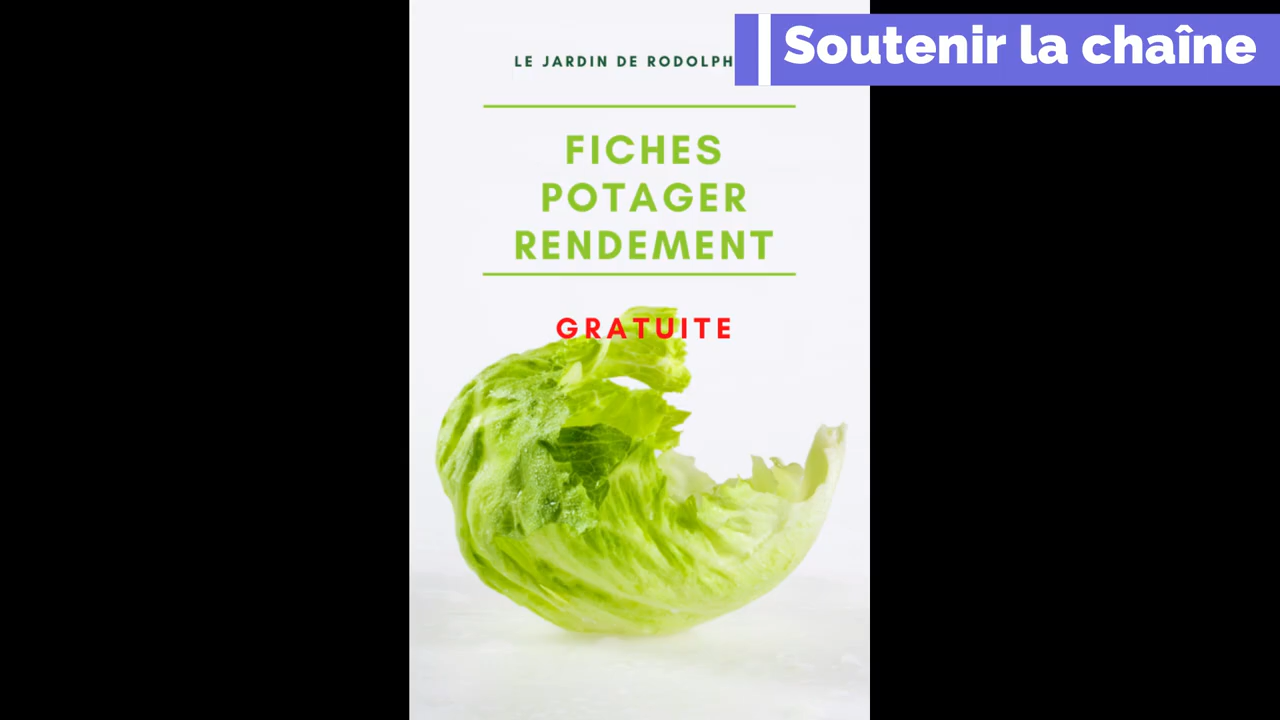 Soutenir la chaîne
LE JARDIN DE RODOLPH
FICHES
POTAGER
RENDEMENT
GRATUITE